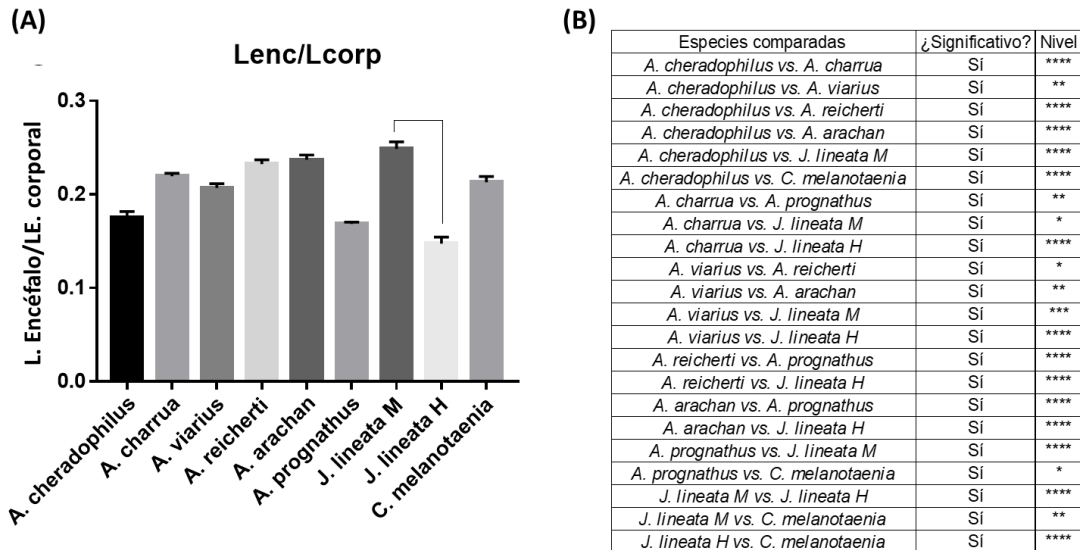 (A)
Lenc/Lcorp
L. Encéfalo/LE. corporal
0.3
0.2
0.1
0.0
A. cheradophilus
A. charrua
A. viarius
A. reicherti
A. arachan
A. prognathus
J. lineata M
J. lineata H
C. melanotaenia
(B)
Especies comparadas ¿Significativo? Nivel
A. cheradophilus vs. A. charrua Sí ****
A. cheradophilus vs. A. viarius Sí **
A. cheradophilus vs. A. reicherti Sí ****
A. cheradophilus vs. A. arachan Sí ****
A. cheradophilus vs. J. lineata M Sí ****
A. cheradophilus vs. C. melanotaenia Sí ****
A. charrua vs. A. prognathus Sí **
A. charrua vs. J. lineata M Sí *
A. charrua vs. J. lineata H Sí ****
A. viarius vs. A. reicherti Sí *
A. viarius vs. A. arachan Sí **
A. viarius vs. J. lineata M Sí ***
A. viarius vs. J. lineata H Sí ****
A. reicherti vs. A. prognathus Sí ****
A. reicherti vs. J. lineata H Sí ****
A. arachan vs. A. prognathus Sí ****
A. arachan vs. J. lineata H Sí ****
A. prognathus vs. J. lineata M Sí ****
A. prognathus vs. C. melanotaenia Sí *
J. lineata M vs. J. lineata H Sí ****
J. lineata M vs. C. melanotaenia Sí **
J. lineata H vs. C. melanotaenia Sí ****